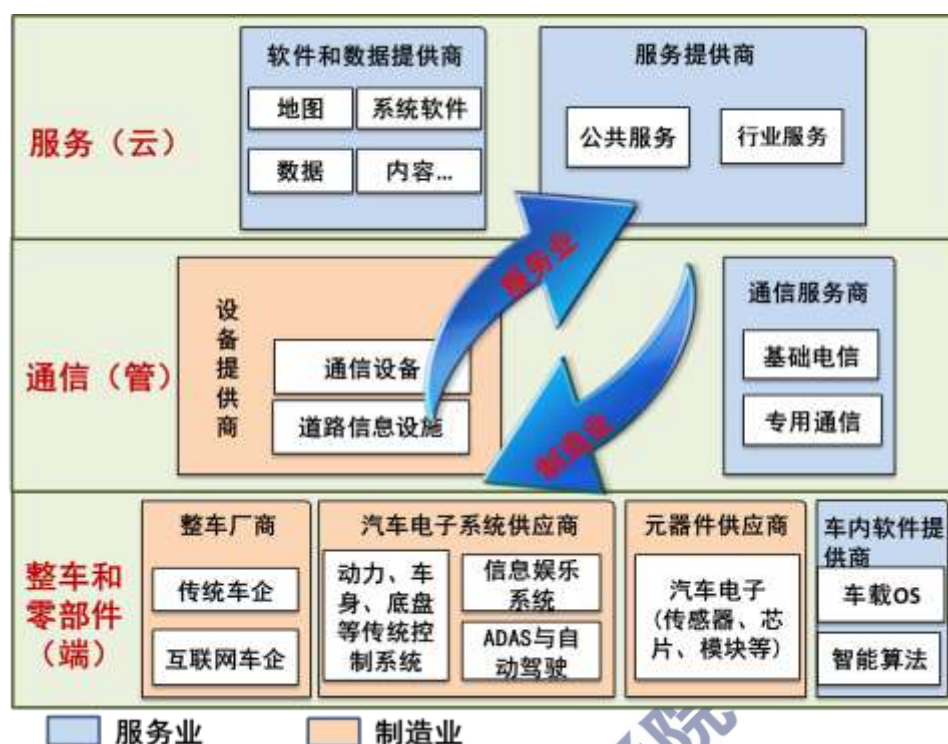 软件和数据提供商
地图
系统软件
数据
内容…
服务提供商
公共服务
行业服务
服务（云）
服务业
制造业
通信（管）
设备提供商
通信设备
道路信息设施
通信服务商
基础电信
专用通信
整车和
零部件
（端）
整车厂商
传统车企
互联网车企
汽车电子系统供应商
动力、车
身、底盘
等传统控
制系统
信息娱乐
系统
ADAS与自
动驾驶
元器件供应商
汽车电子
(传感器、芯
片、模块等)
车内软件提
供商
车载OS
智能算法
服务业
制造业
院